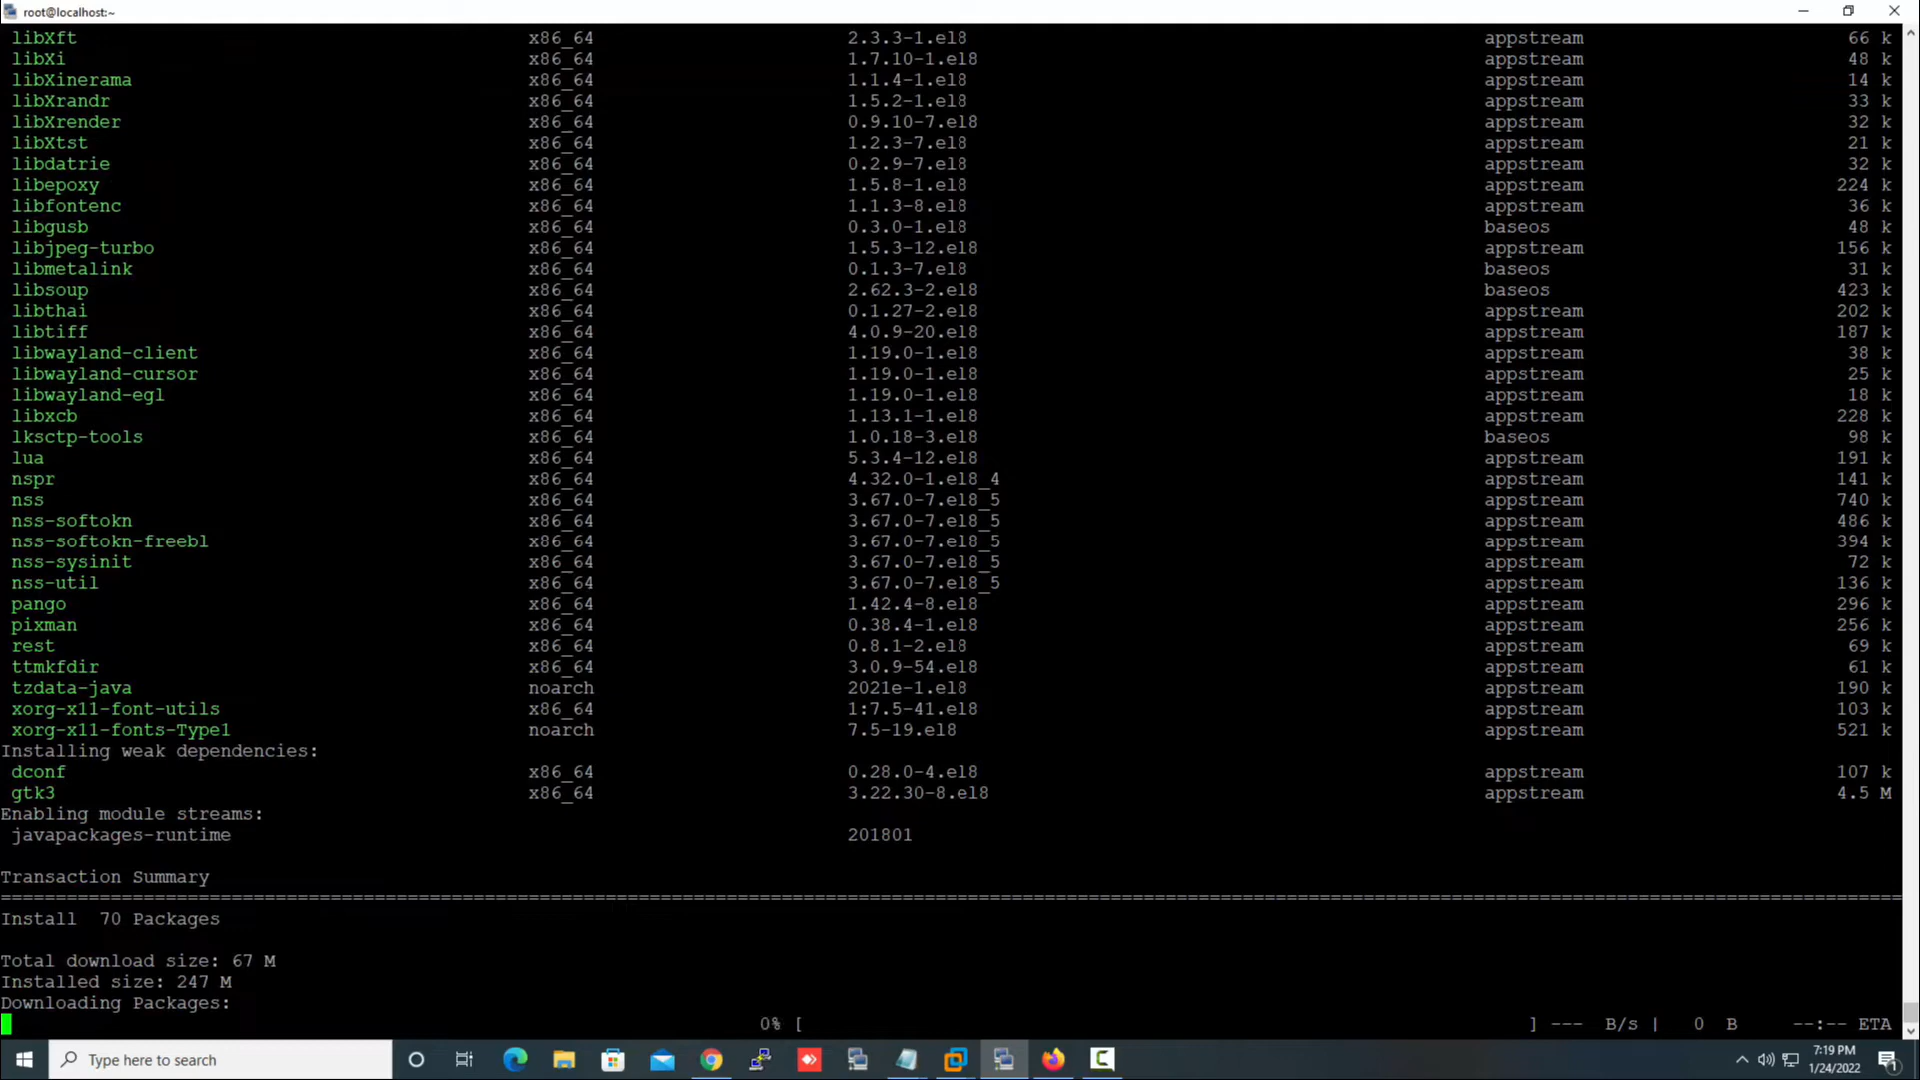 root@localhost:~
libXft x86_64 2.3.3-1.el8 appstream 66 k
libXi x86_64 1.7.10-1.el8 appstream 48 k
libXinerama x86_64 1.1.4-1.el8 appstream 14 k
libXrandr x86_64 1.5.2-1.el8 appstream 33 k
libXrender x86_64 0.9.10-7.el8 appstream 32 k
libXtst x86_64 1.2.3-7.el8 appstream 21 k
libdatrie x86_64 0.2.9-7.el8 appstream 32 k
libepoxy x86_64 1.5.8-1.el8 appstream 224 k
libfontenc x86_64 1.1.3-8.el8 appstream 36 k
libgusb x86_64 0.3.0-1.el8 baseos 48 k
libjpeg-turbo x86_64 1.5.3-12.el8 appstream 156 k
libmetalink x86_64 0.1.3-7.el8 baseos 31 k
libsoup x86_64 2.62.3-2.el8 baseos 423 k
libthai x86_64 0.1.27-2.el8 appstream 202 k
libtiff x86_64 4.0.9-20.el8 appstream 187 k
libwayland-client x86_64 1.19.0-1.el8 appstream 38 k
libwayland-cursor x86_64 1.19.0-1.el8 appstream 25 k
libwayland-egl x86_64 1.19.0-1.el8 appstream 18 k
libxcb x86_64 1.13.1-1.el8 appstream 228 k
lksctp-tools x86_64 1.0.18-3.el8 baseos 98 k
lua x86_64 5.3.4-12.el8 appstream 191 k
nspr x86_64 4.32.0-1.el8_4 appstream 141 k
nss x86_64 3.67.0-7.el8_5 appstream 740 k
nss-softokn x86_64 3.67.0-7.el8_5 appstream 486 k
nss-softokn-freebl x86_64 3.67.0-7.el8_5 appstream 394 k
nss-sysinit x86_64 3.67.0-7.el8_5 appstream 72 k
nss-util x86_64 3.67.0-7.el8_5 appstream 136 k
pango x86_64 1.42.4-8.el8 appstream 296 k
pixman x86_64 0.38.4-1.el8 appstream 256 k
rest x86_64 0.8.1-2.el8 appstream 69 k
ttmkfdir x86_64 3.0.9-54.el8 appstream 61 k
tzdata-java noarch 2021e-1.el8 appstream 190 k
xorg-x11-font-utils x86_64 1:7.5-41.el8 appstream 103 k
xorg-x11-fonts-Type1 noarch 7.5-19.el8 appstream 521 k
Installing weak dependencies:
dconf x86_64 0.28.0-4.el8 appstream 107 k
gtk3 x86_64 3.22.30-8.el8 appstream 4.5 M
Enabling module streams:
javapackages-runtime 201801
Transaction Summary
Install 70 Packages
Total download size: 67 M
Installed size: 247 M
Downloading Packages:
0% [ ] --- B/s | 0 B --:-- ETA
Type here to search
7:19 PM
1/24/2022
1